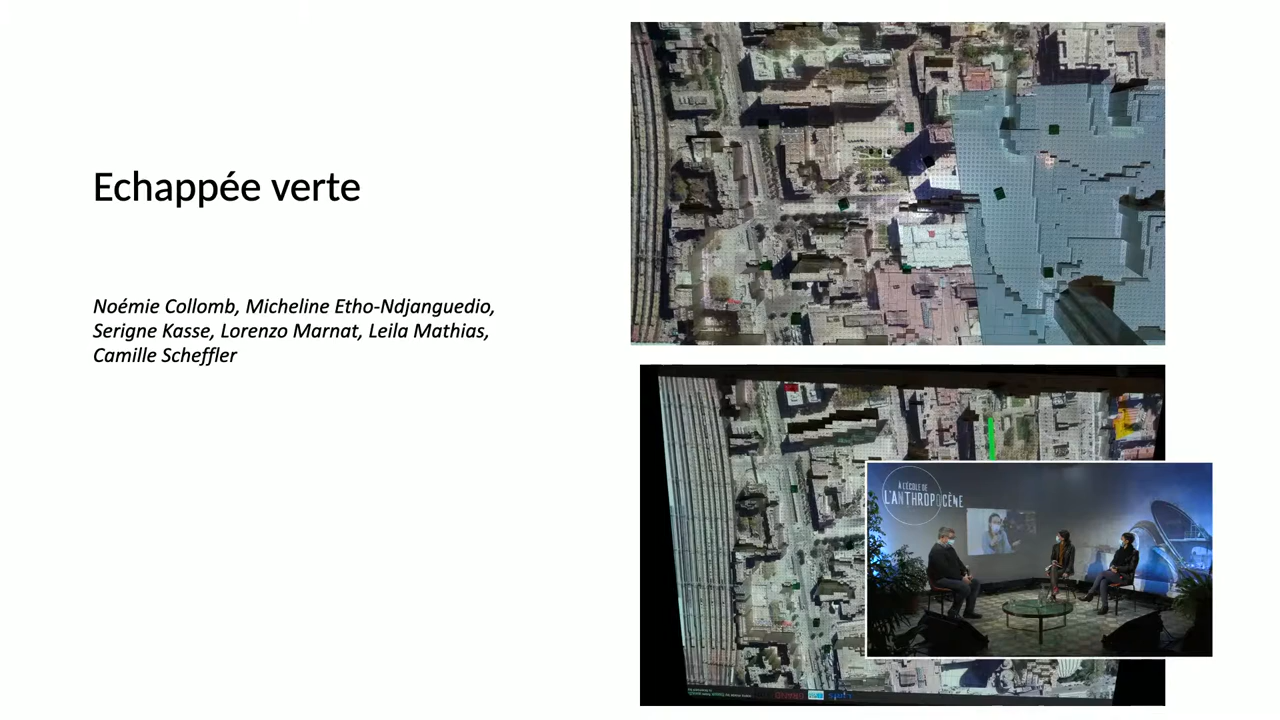 Echappée verte
Noémie Collomb, Micheline Etho-Ndjanguedio,
Serigne Kasse, Lorenzo Marnat, Leila Mathias,
Camille Scheffler
À L'ÉCOLE DE
L'ANTHROPOCÈNE